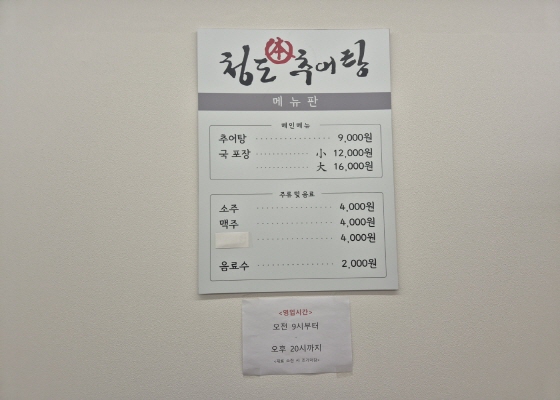 청도 本 추어탕
메뉴판
메인메뉴
추어탕 9,000원
국 포장 小 12,000원
大 16,000원
주류 및 음료
소주 4,000원
맥주 4,000원
4,000원
음료수 2,000원
<영업시간>
오전 9시부터
오후 20시까지